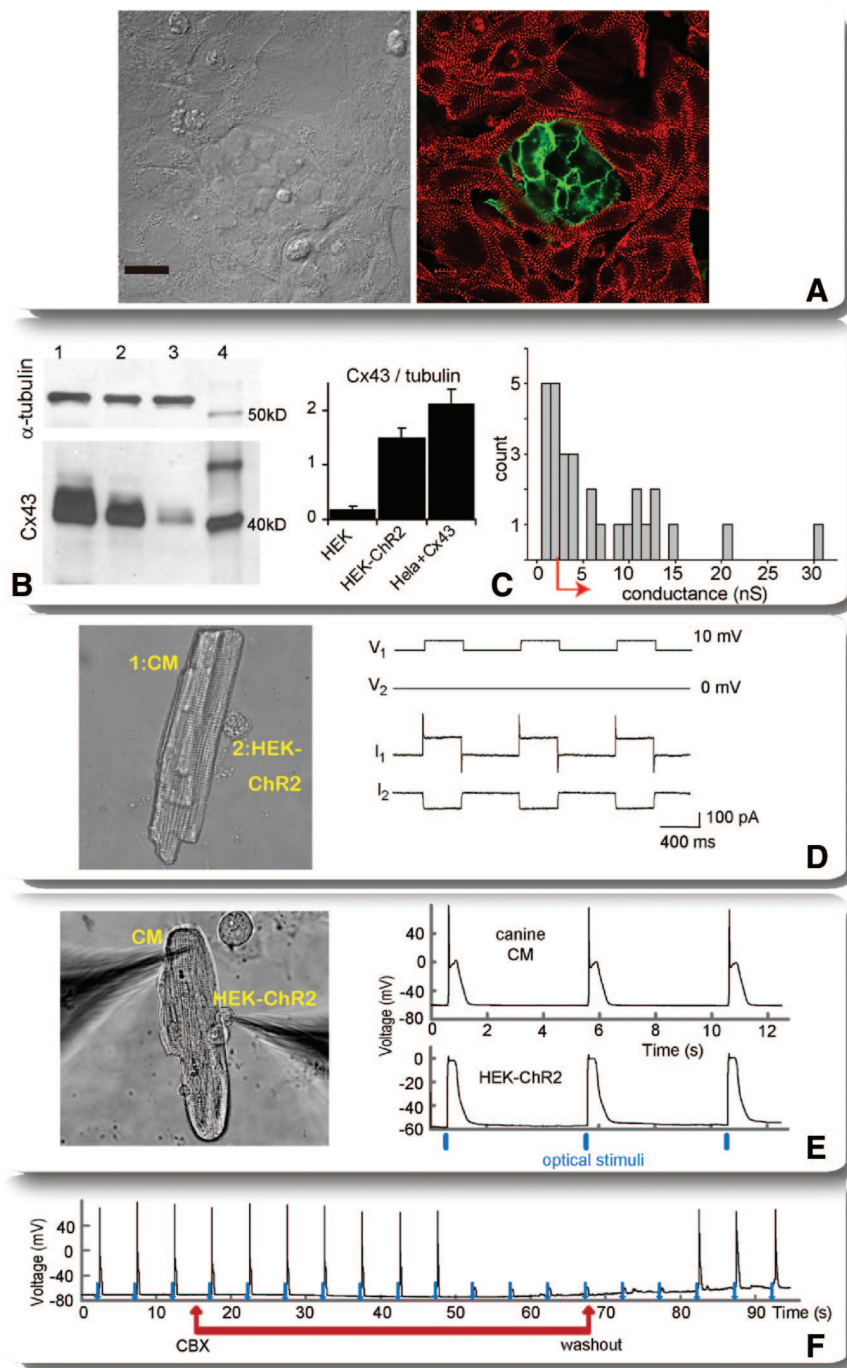 A
1 2 3 4
α-tubulin
50kD
Cx43
40kD
B
Cx43 / tubulin
2
1
0
HEK
HEK-ChR2
Hela+Cx43
count
5
3
1
0 5 10 15 20 25 30
conductance (nS)
C
1:CM
2:HEK-
ChR2
V1 10 mV
V2 0 mV
I1
I2
100 pA
400 ms
D
CM
HEK-ChR2
Voltage (mV)
40
0
-40
-80
canine
CM
0 2 4 6 8 10 12
Time (s)
0
-20
-40
-60
HEK-ChR2
optical stimuli
E
Voltage (mV)
40
0
-40
-80
0 10 20 30 40 50 60 70 80 90 Time (s)
CBX washout
F